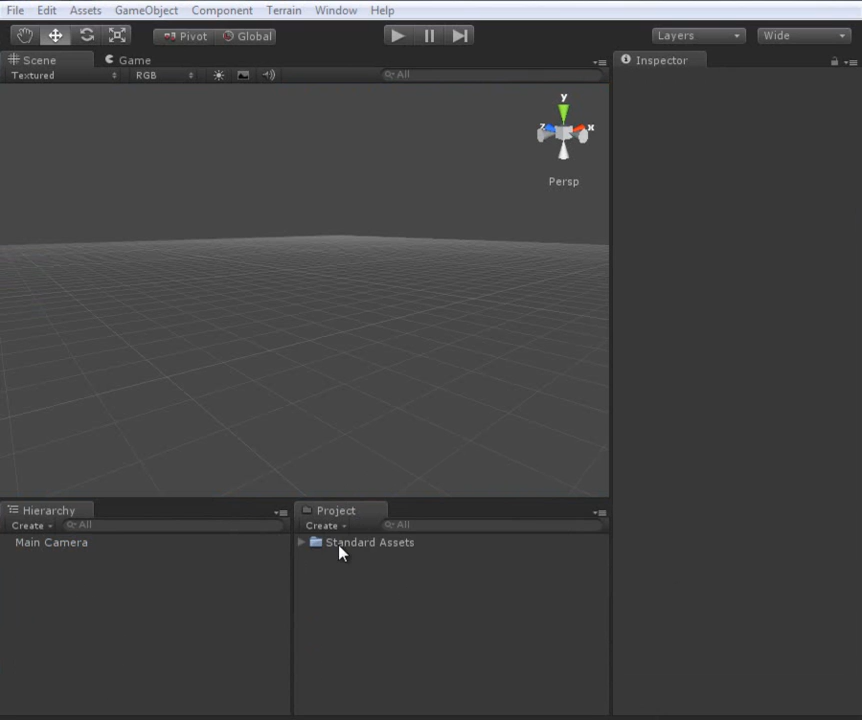 File Edit Assets GameObject Component Terrain Window Help
Pivot Global Layers Wide
Scene Game Inspector
Textured RGB All
y
z x
Persp
Hierarchy Project
Create All Create All
Main Camera Standard Assets